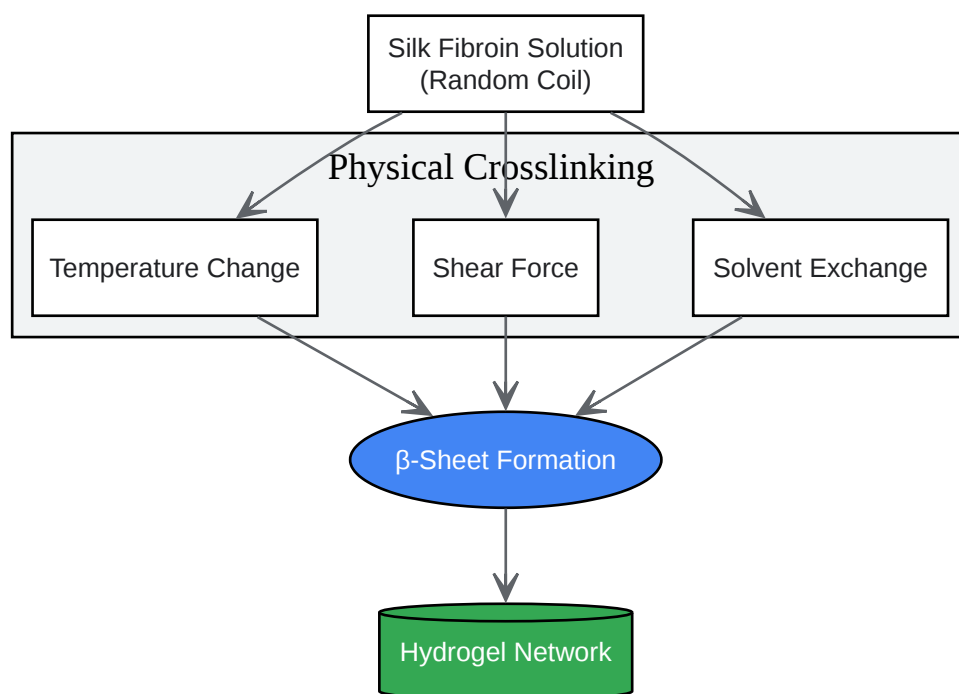 Silk Fibroin Solution
(Random Coil)
Physical Crosslinking
Temperature Change
Shear Force
Solvent Exchange
β-Sheet Formation
Hydrogel Network